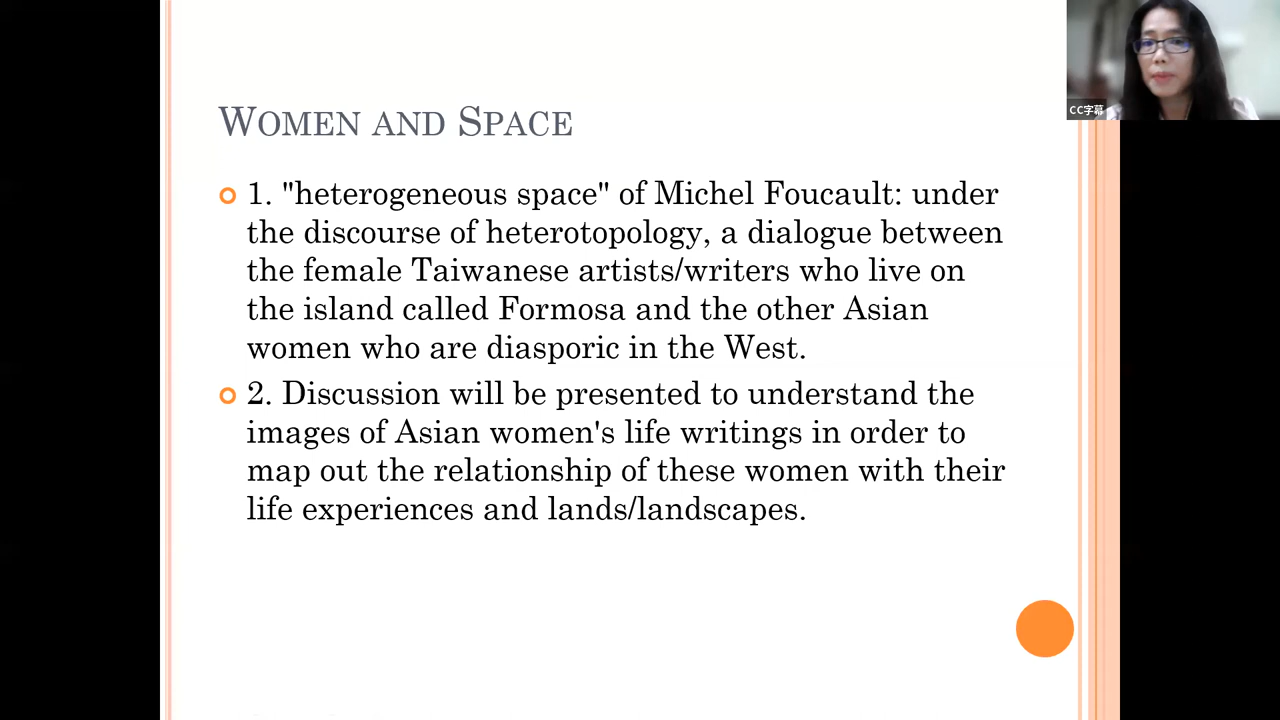 WOMEN AND SPACE
1. "heterogeneous space" of Michel Foucault: under
the discourse of heterotopology, a dialogue between
the female Taiwanese artists/writers who live on
the island called Formosa and the other Asian
women who are diasporic in the West.
2. Discussion will be presented to understand the
images of Asian women's life writings in order to
map out the relationship of these women with their
life experiences and lands/landscapes.
CC字幕